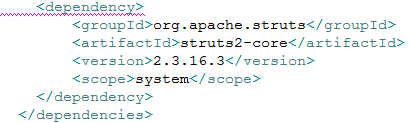 <dependency>
<groupId>org.apache.struts</groupId>
<artifactId>struts2-core</artifactId>
<version>2.3.16.3</version>
<scope>system</scope>
</dependency>
</dependencies>